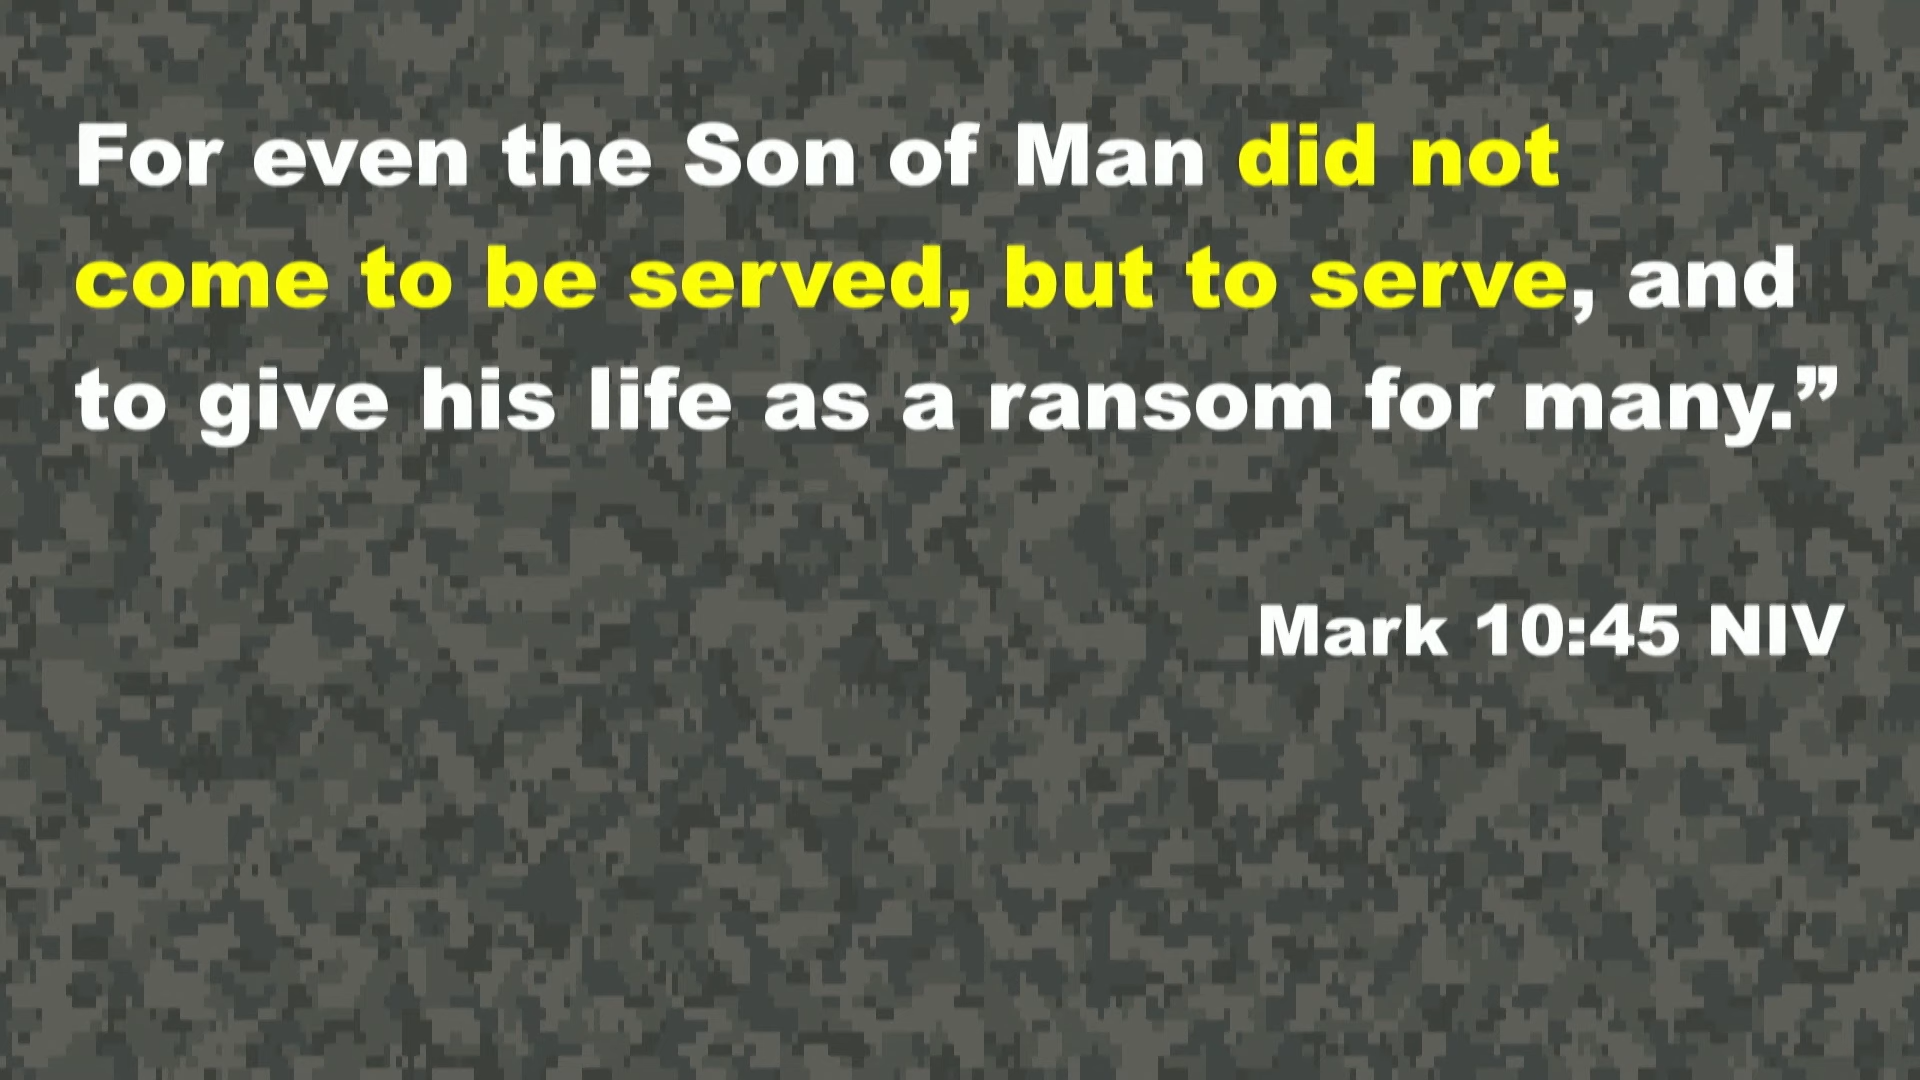 For even the Son of Man did not
come to be served, but to serve, and
to give his life as a ransom for many.”
Mark 10:45 NIV